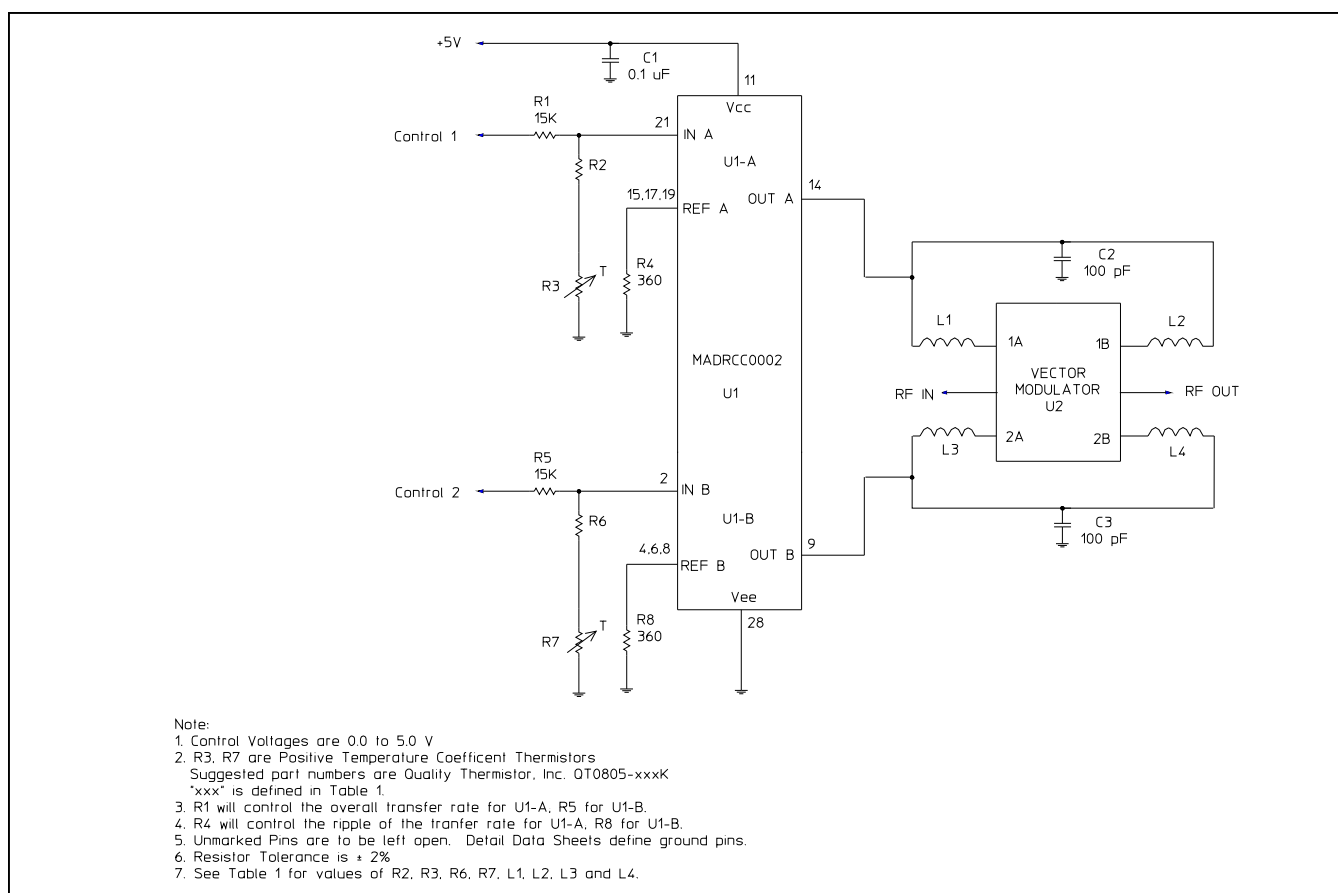 +5V
C1
0.1 uF
11
Vcc
R1
15K
Control 1
21
IN A
U1-A
R2
14
OUT A
15,17,19
REF A
R4
360
R3
T
C2
100 pF
L1
L2
1A
1B
VECTOR
MODULATOR
U2
RF IN
RF OUT
2A
2B
L3
L4
MADRCC0002
U1
R5
15K
Control 2
2
IN B
U1-B
R6
9
OUT B
C3
100 pF
4,6,8
REF B
Vee
28
R8
360
R7
T
Note:
1. Control Voltages are 0.0 to 5.0 V
2. R3, R7 are Positive Temperature Coefficent Thermistors
Suggested part numbers are Quality Thermistor, Inc. QT0805-xxxK
"xxx" is defined in Table 1.
3. R1 will control the overall transfer rate for U1-A, R5 for U1-B.
4. R4 will control the ripple of the tranfer rate for U1-A, R8 for U1-B.
5. Unmarked Pins are to be left open. Detail Data Sheets define ground pins.
6. Resistor Tolerance is ± 2%
7. See Table 1 for values of R2, R3, R6, R7, L1, L2, L3 and L4.